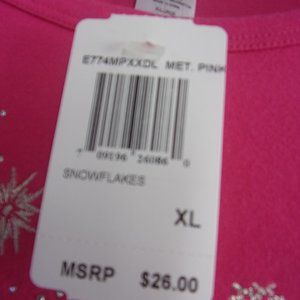 E774MPXXDL MET. PINK
7 09196 26086 0
SNOWFLAKES
XL
MSRP $26.00